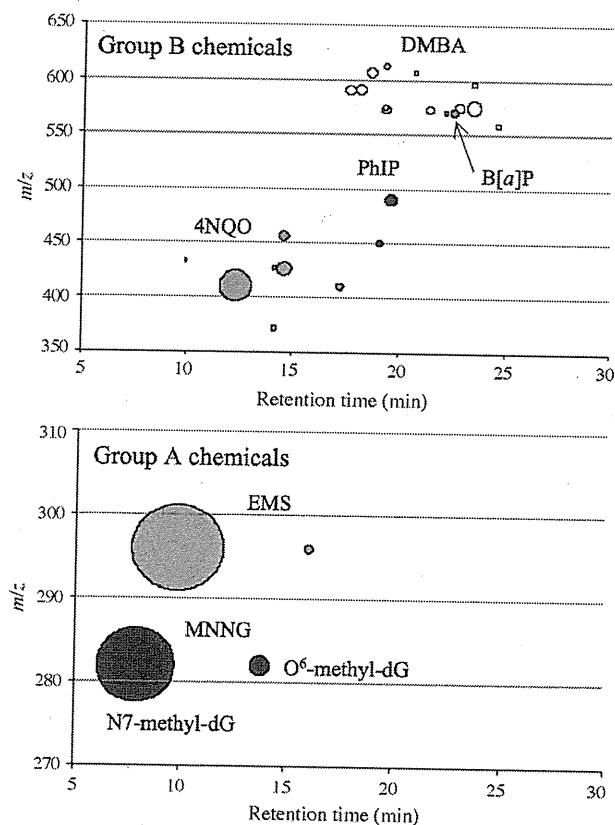 650
Group B chemicals
DMBA
600
550
B[a]P
PhIP
500
m/z
4NQO
450
400
350
5 10 15 20 25 30
Retention time (min)
310
Group A chemicals
EMS
300
m/z
290
MNNG
O⁶-methyl-dG
280
N7-methyl-dG
270
5 10 15 20 25 30
Retention time (min)